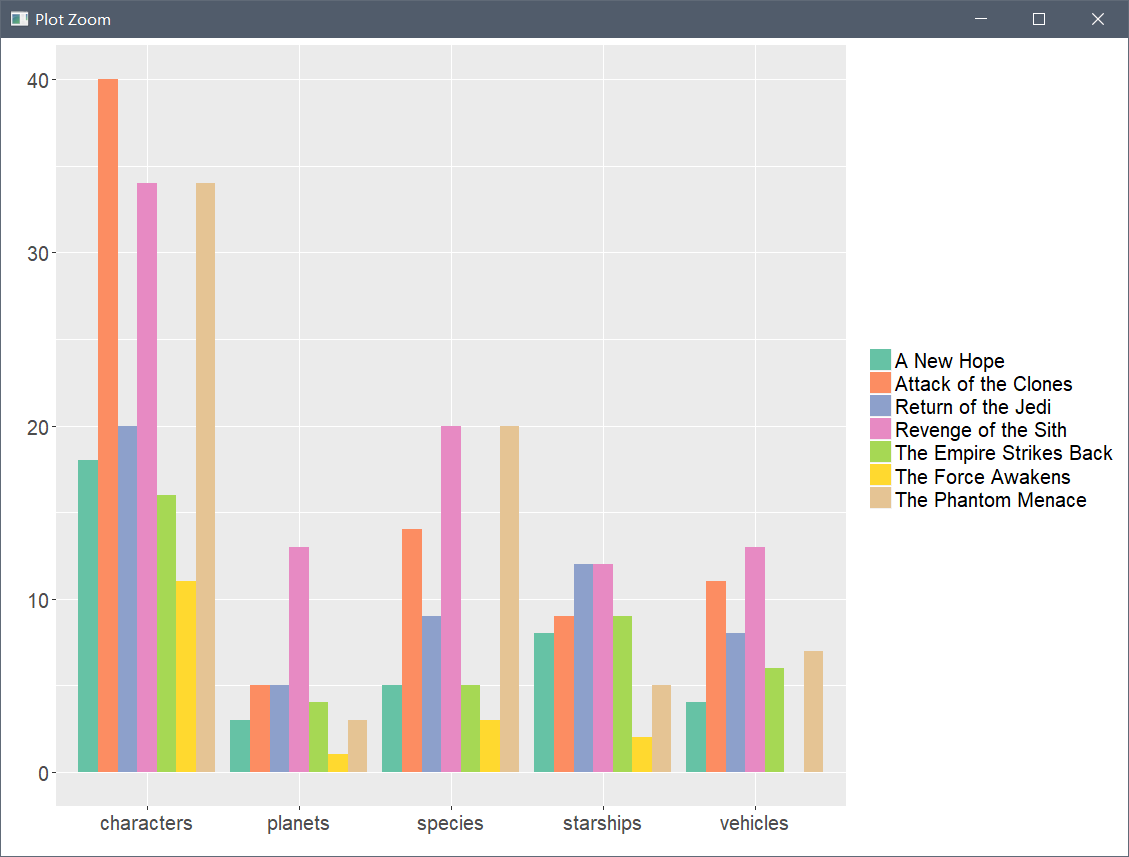 Plot Zoom
40
30
20
10
0
characters planets species starships vehicles
A New Hope
Attack of the Clones
Return of the Jedi
Revenge of the Sith
The Empire Strikes Back
The Force Awakens
The Phantom Menace